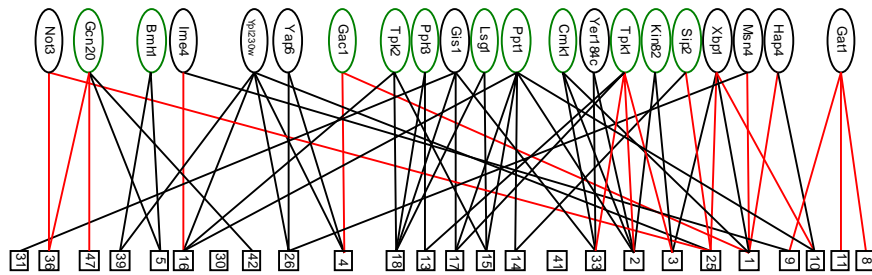 Not3
Gcn20
Bmh1
Ime4
Ypl230w
Yap6
Gac1
Tpk2
Pph3
Gis1
Lsg1
Ppt1
Cmk1
Yer184c
Tpk1
Kin82
Sip2
Xbp1
Msn4
Hap4
Gat1
31
36
47
39
5
16
30
42
26
4
18
13
17
15
14
41
33
2
3
25
1
9
10
11
8